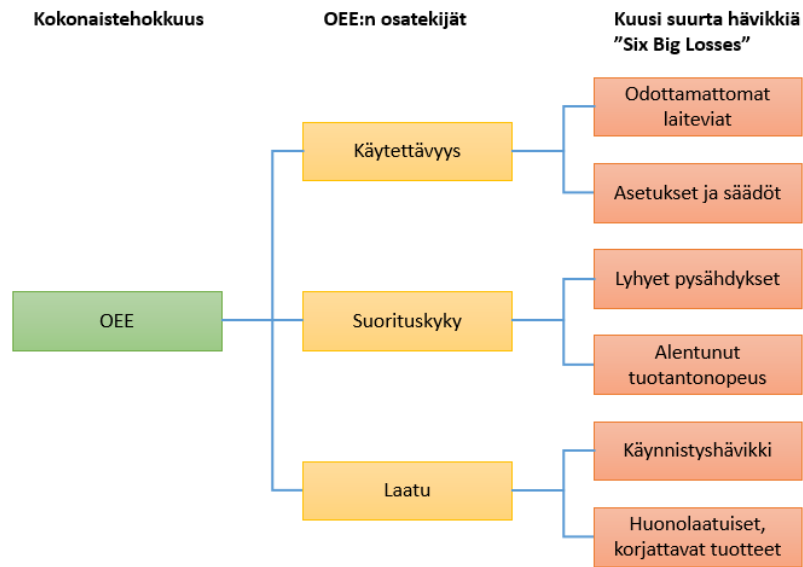 Kokonaistehokkuus
OEE:n osatekijät
Kuusi suurta hävikkiä
”Six Big Losses”
OEE
Käytettävyys
Suorituskyky
Laatu
Odottamattomat
laiteviat
Asetukset ja säädöt
Lyhyet pysähdykset
Alentunut
tuotantonopeus
Käynnistyshävikki
Huonolaatuiset,
korjattavat tuotteet